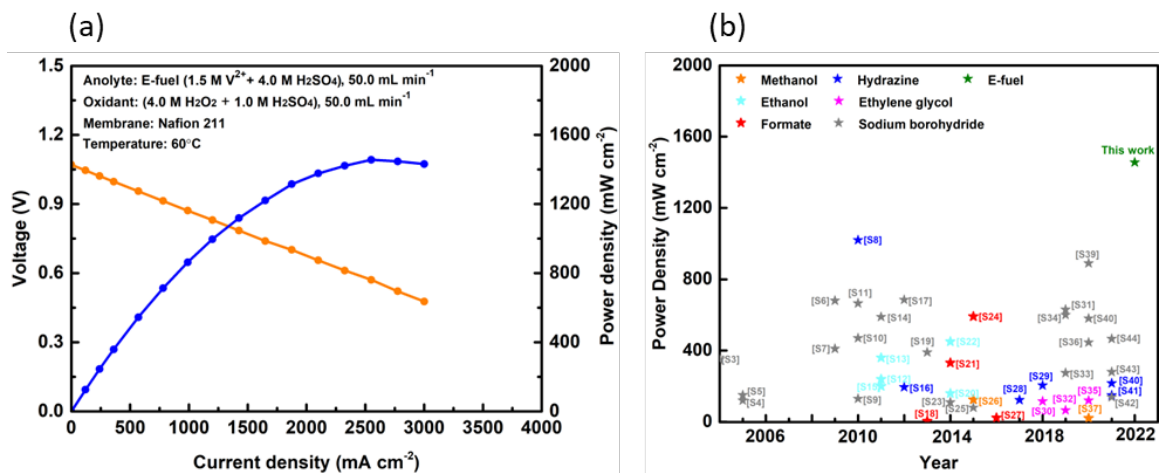 (a)
Anolyte: E-fuel (1.5 M V²⁺+ 4.0 M H₂SO₄), 50.0 mL min⁻¹
Oxidant: (4.0 M H₂O₂ + 1.0 M H₂SO₄), 50.0 mL min⁻¹
Membrane: Nafion 211
Temperature: 60°C
Voltage (V)
1.5
1.2
0.9
0.6
0.3
0.0
Power density (mW cm⁻²)
2000
1600
1200
800
400
0
0 500 1000 1500 2000 2500 3000 3500 4000
Current density (mA cm⁻²)
(b)
Methanol Hydrazine E-fuel
Ethanol Ethylene glycol
Formate Sodium borohydride
Power Density (mW cm⁻²)
2000
1600
1200
800
400
0
This work
[S8]
[S39]
[S6]
[S11]
[S17]
[S14]
[S24]
[S31]
[S34]
[S40]
[S10]
[S7]
[S19]
[S22]
[S36]
[S44]
[S3]
[S13]
[S21]
[S12]
[S16]
[S29]
[S33]
[S43]
[S40]
[S5]
[S4]
[S9]
[S23]
[S25]
[S26]
[S28]
[S30]
[S32]
[S35]
[S41]
[S42]
[S18]
[S27]
[S37]
2006 2010 2014 2018 2022
Year